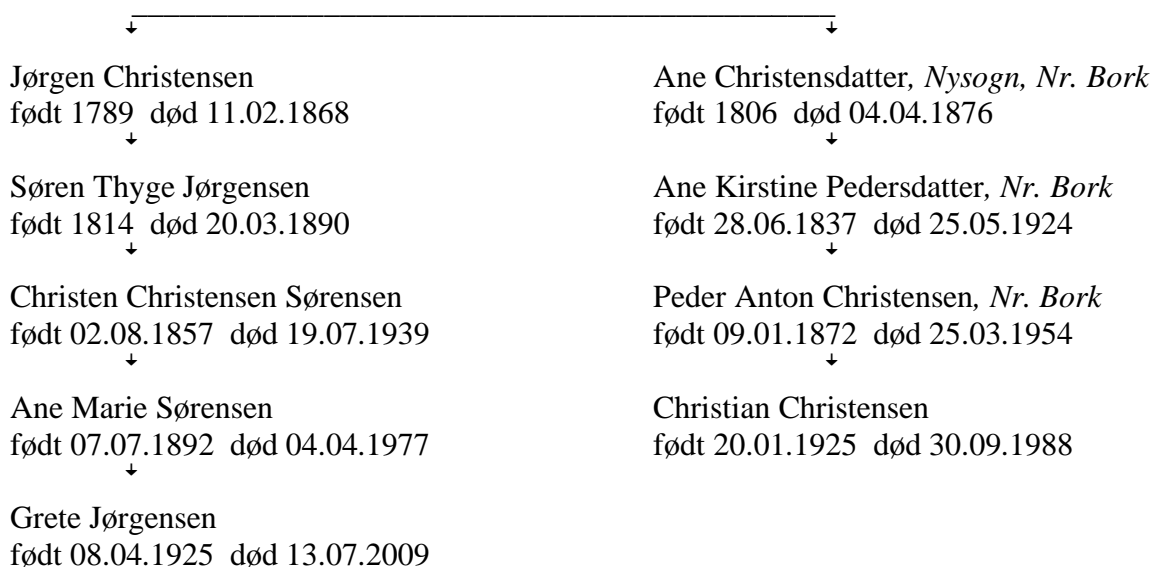 Jørgen Christensen
født 1789 død 11.02.1868
Søren Thyge Jørgensen
født 1814 død 20.03.1890
Christen Christensen Sørensen
født 02.08.1857 død 19.07.1939
Ane Marie Sørensen
født 07.07.1892 død 04.04.1977
Grete Jørgensen
født 08.04.1925 død 13.07.2009
Ane Christensdatter, Nysogn, Nr. Bork
født 1806 død 04.04.1876
Ane Kirstine Pedersdatter, Nr. Bork
født 28.06.1837 død 25.05.1924
Peder Anton Christensen, Nr. Bork
født 09.01.1872 død 25.03.1954
Christian Christensen
født 20.01.1925 død 30.09.1988